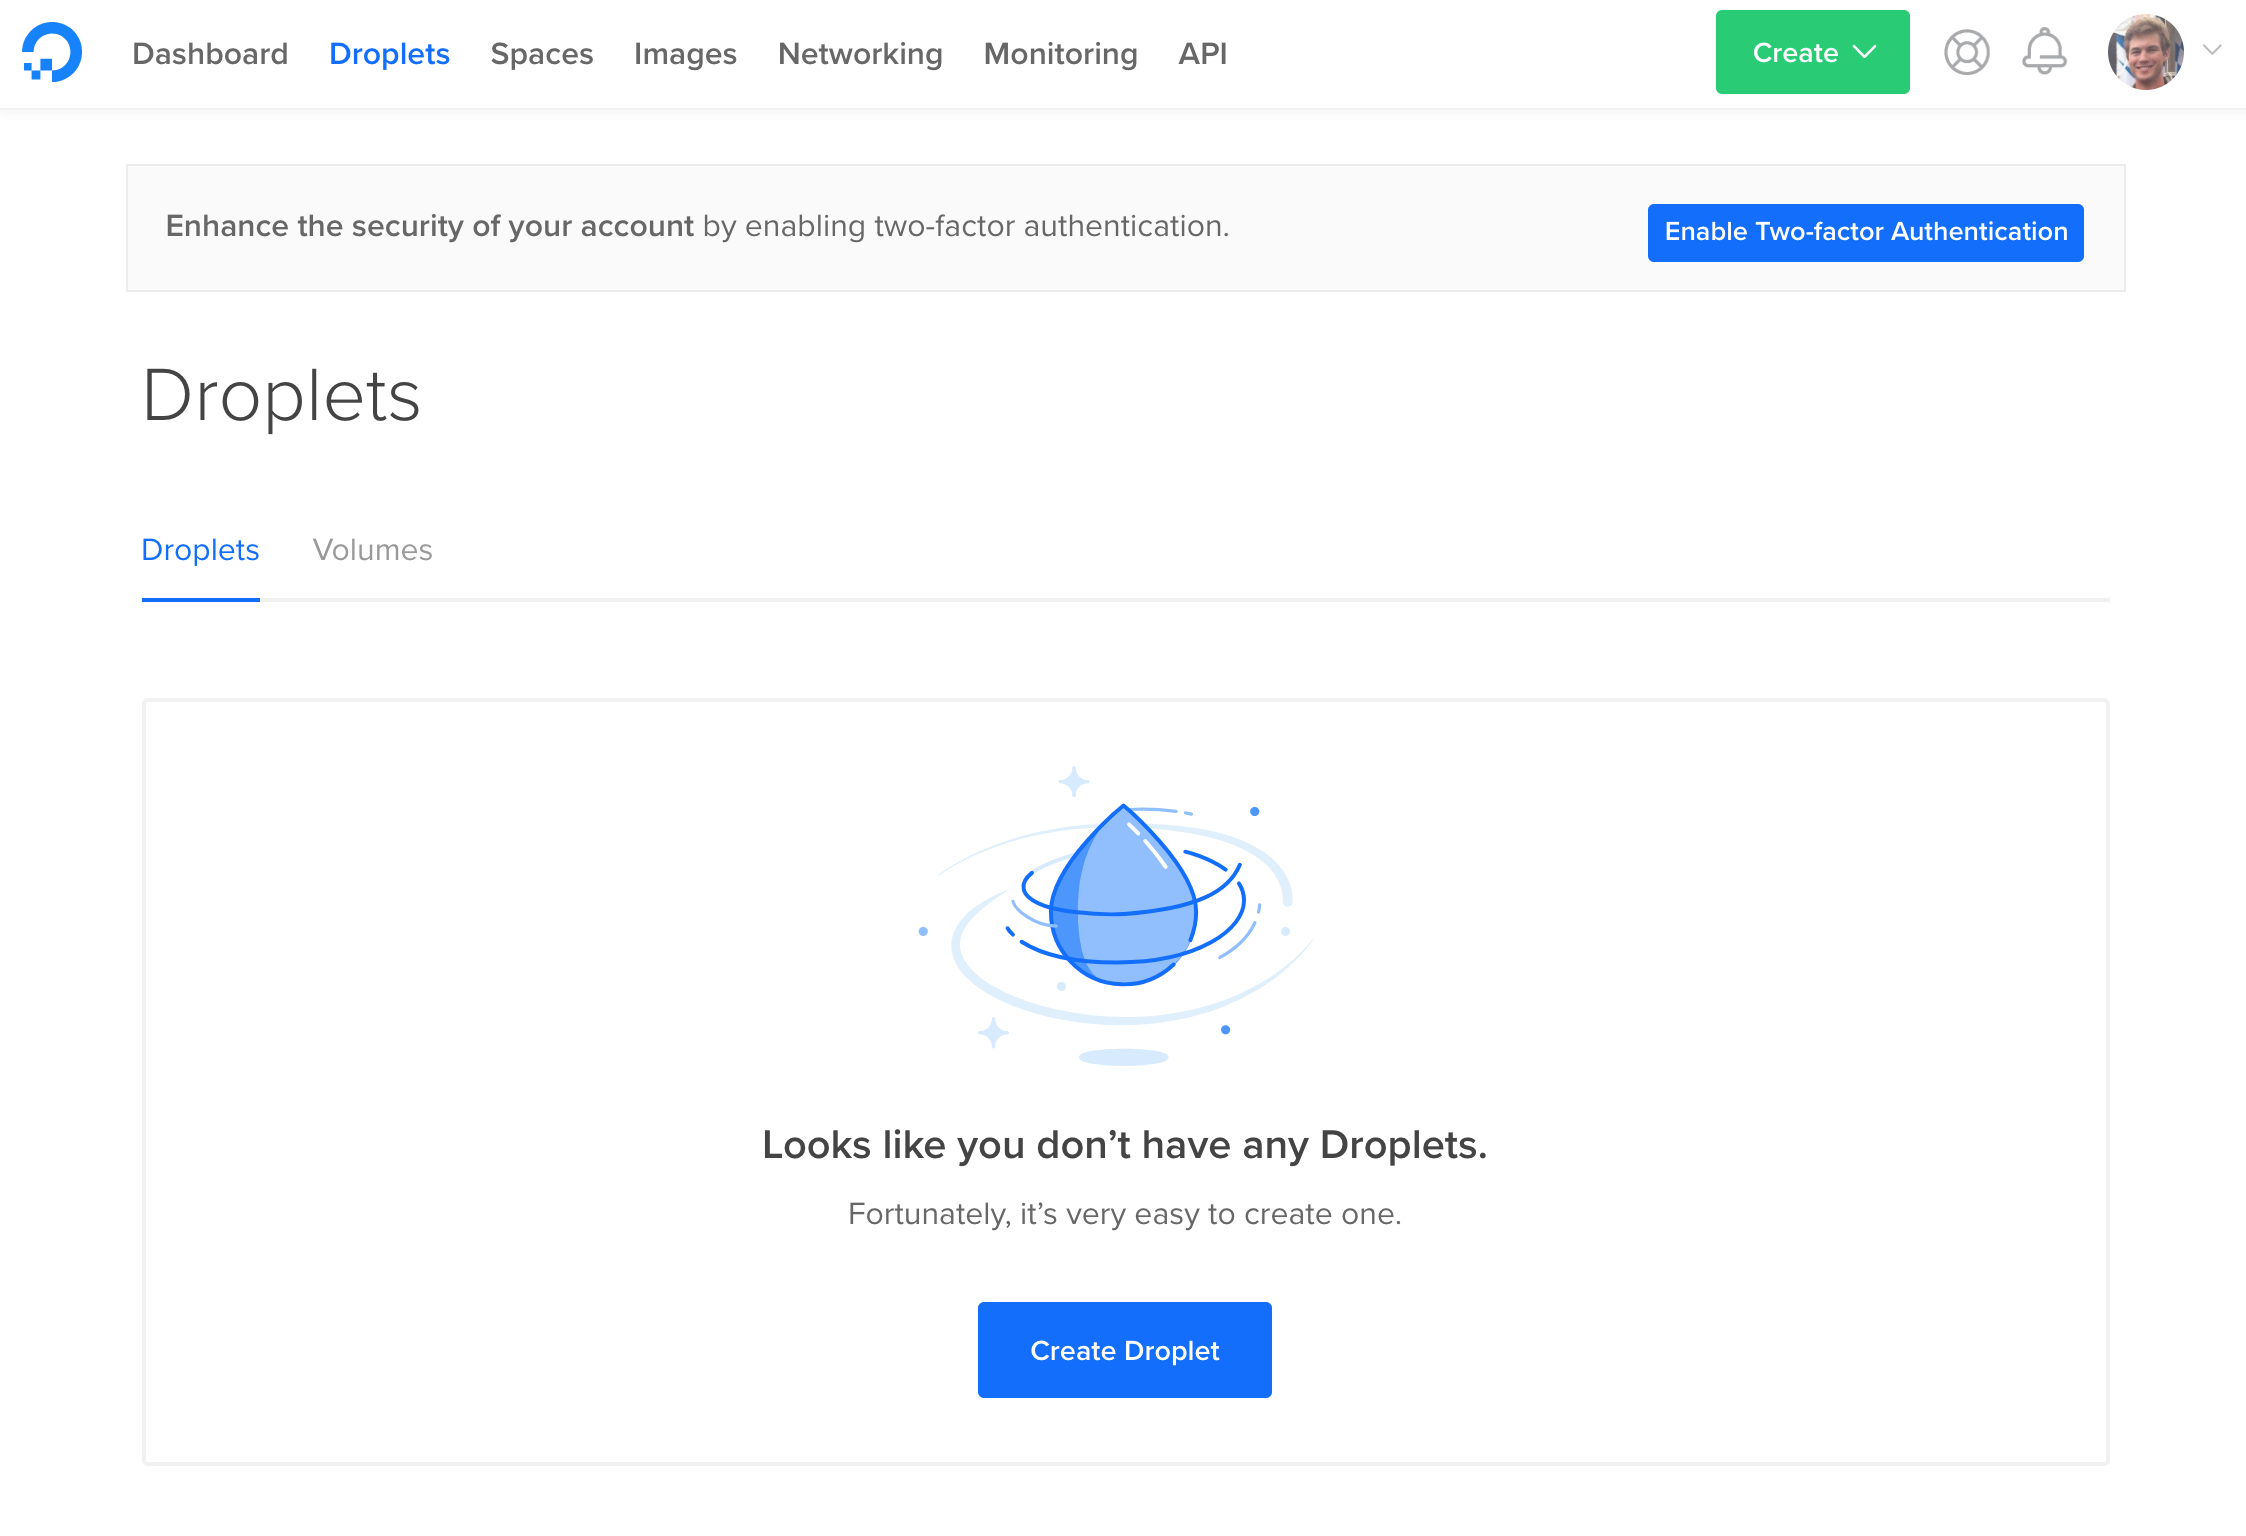 Dashboard Droplets Spaces Images Networking Monitoring API Create
Enhance the security of your account by enabling two-factor authentication. Enable Two-factor Authentication
Droplets
Droplets Volumes
Looks like you don’t have any Droplets.
Fortunately, it’s very easy to create one.
Create Droplet